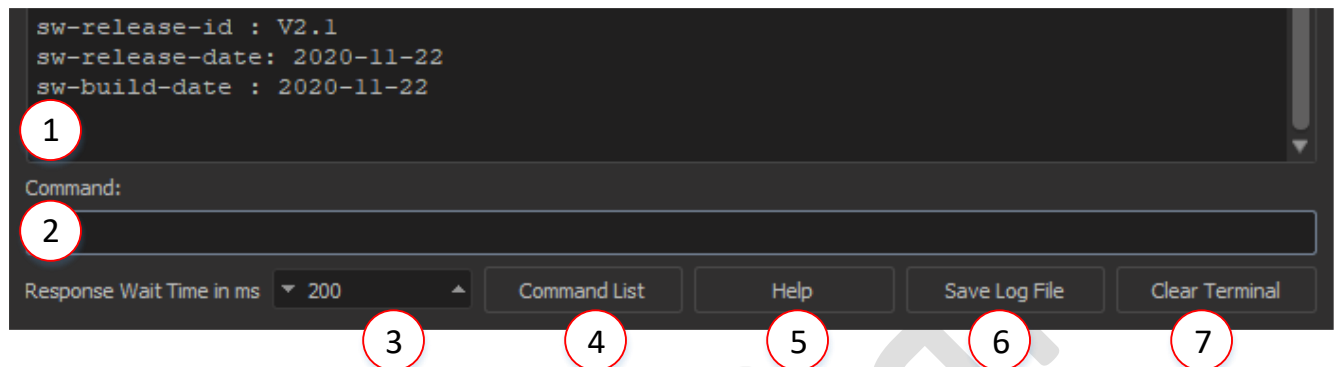 sw-release-id : V2.1
sw-release-date: 2020-11-22
sw-build-date : 2020-11-22
1
Command:
2
Response Wait Time in ms 200 Command List Help Save Log File Clear Terminal
3 4 5 6 7